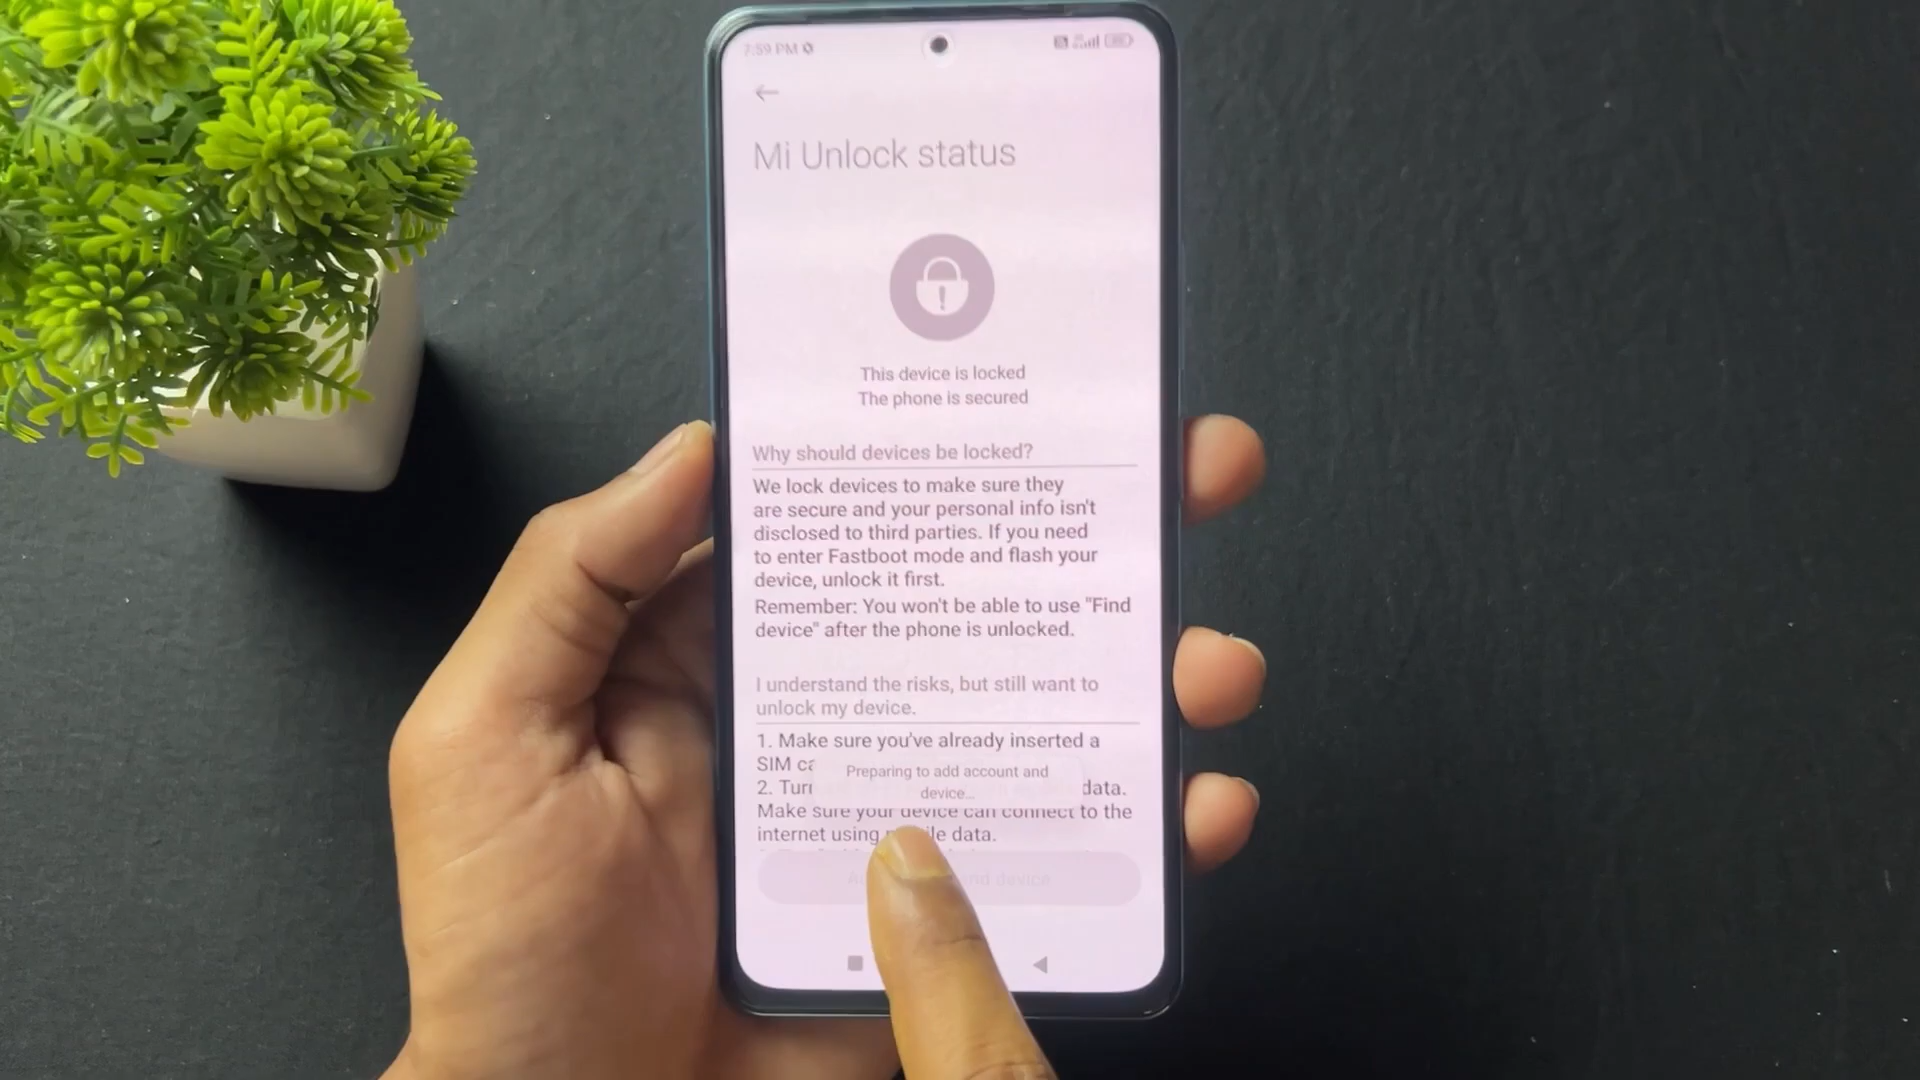 7:59 PM
Mi Unlock status
This device is locked
The phone is secured
Why should devices be locked?
We lock devices to make sure they
are secure and your personal info isn't
disclosed to third parties. If you need
to enter Fastboot mode and flash your
device, unlock it first.
Remember: You won't be able to use "Find
device" after the phone is unlocked.
I understand the risks, but still want to
unlock my device.
1. Make sure you've already inserted a
SIM
Preparing to add account and
device...
2. data.
Make sure your device can connect to the
internet using data.
and device